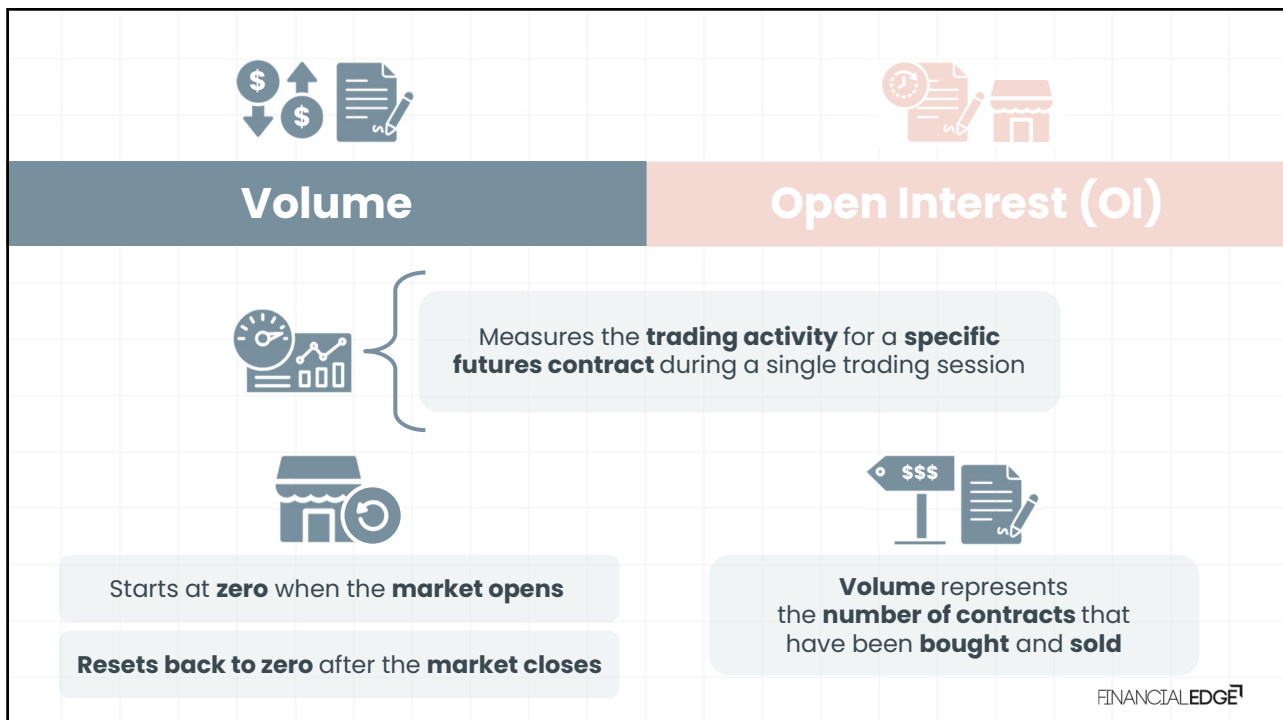 $
$
Volume
Open Interest (OI)
Measures the trading activity for a specific
futures contract during a single trading session
$$$
Starts at zero when the market opens
Resets back to zero after the market closes
Volume represents
the number of contracts that
have been bought and sold
FINANCIALEDGE